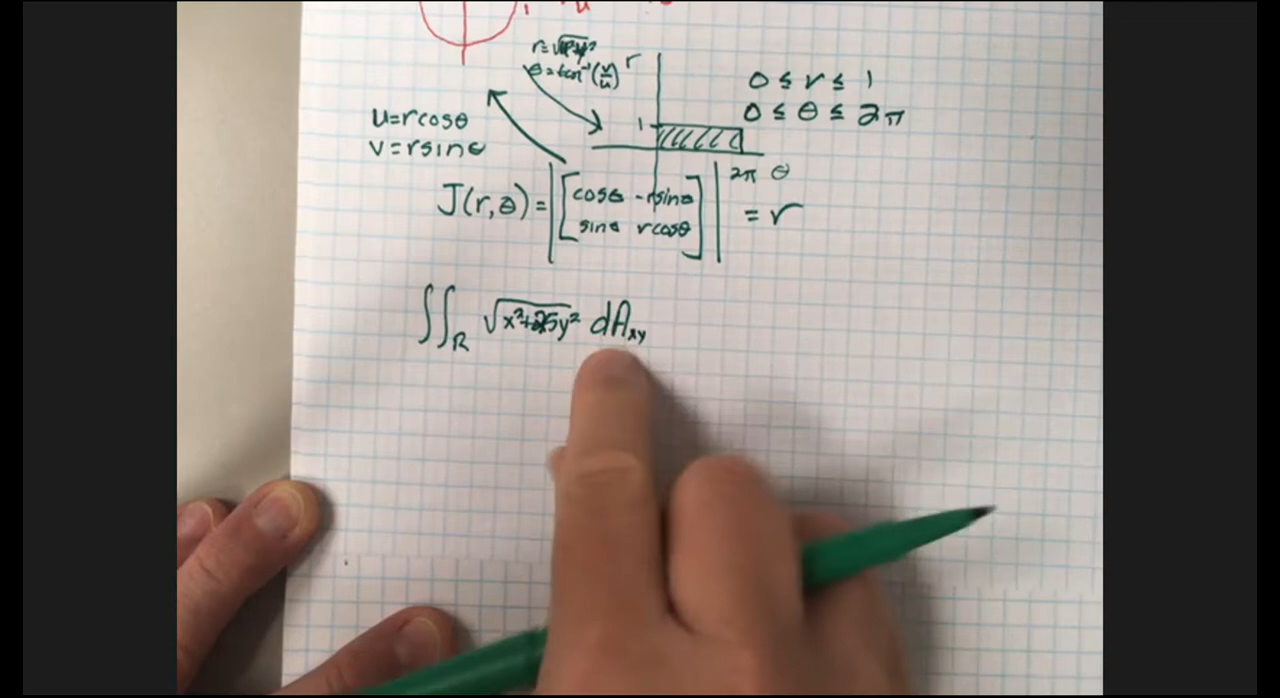 r=√u²+v²
θ=tan⁻¹(v/u)
r
0 ≤ r ≤ 1
0 ≤ θ ≤ 2π
1
u=rcosθ
v=rsinθ
2π θ
J(r,θ)=|[cosθ -rsinθ
sinθ rcosθ]| =r
∫∫_R √x²+25y² dA_xy